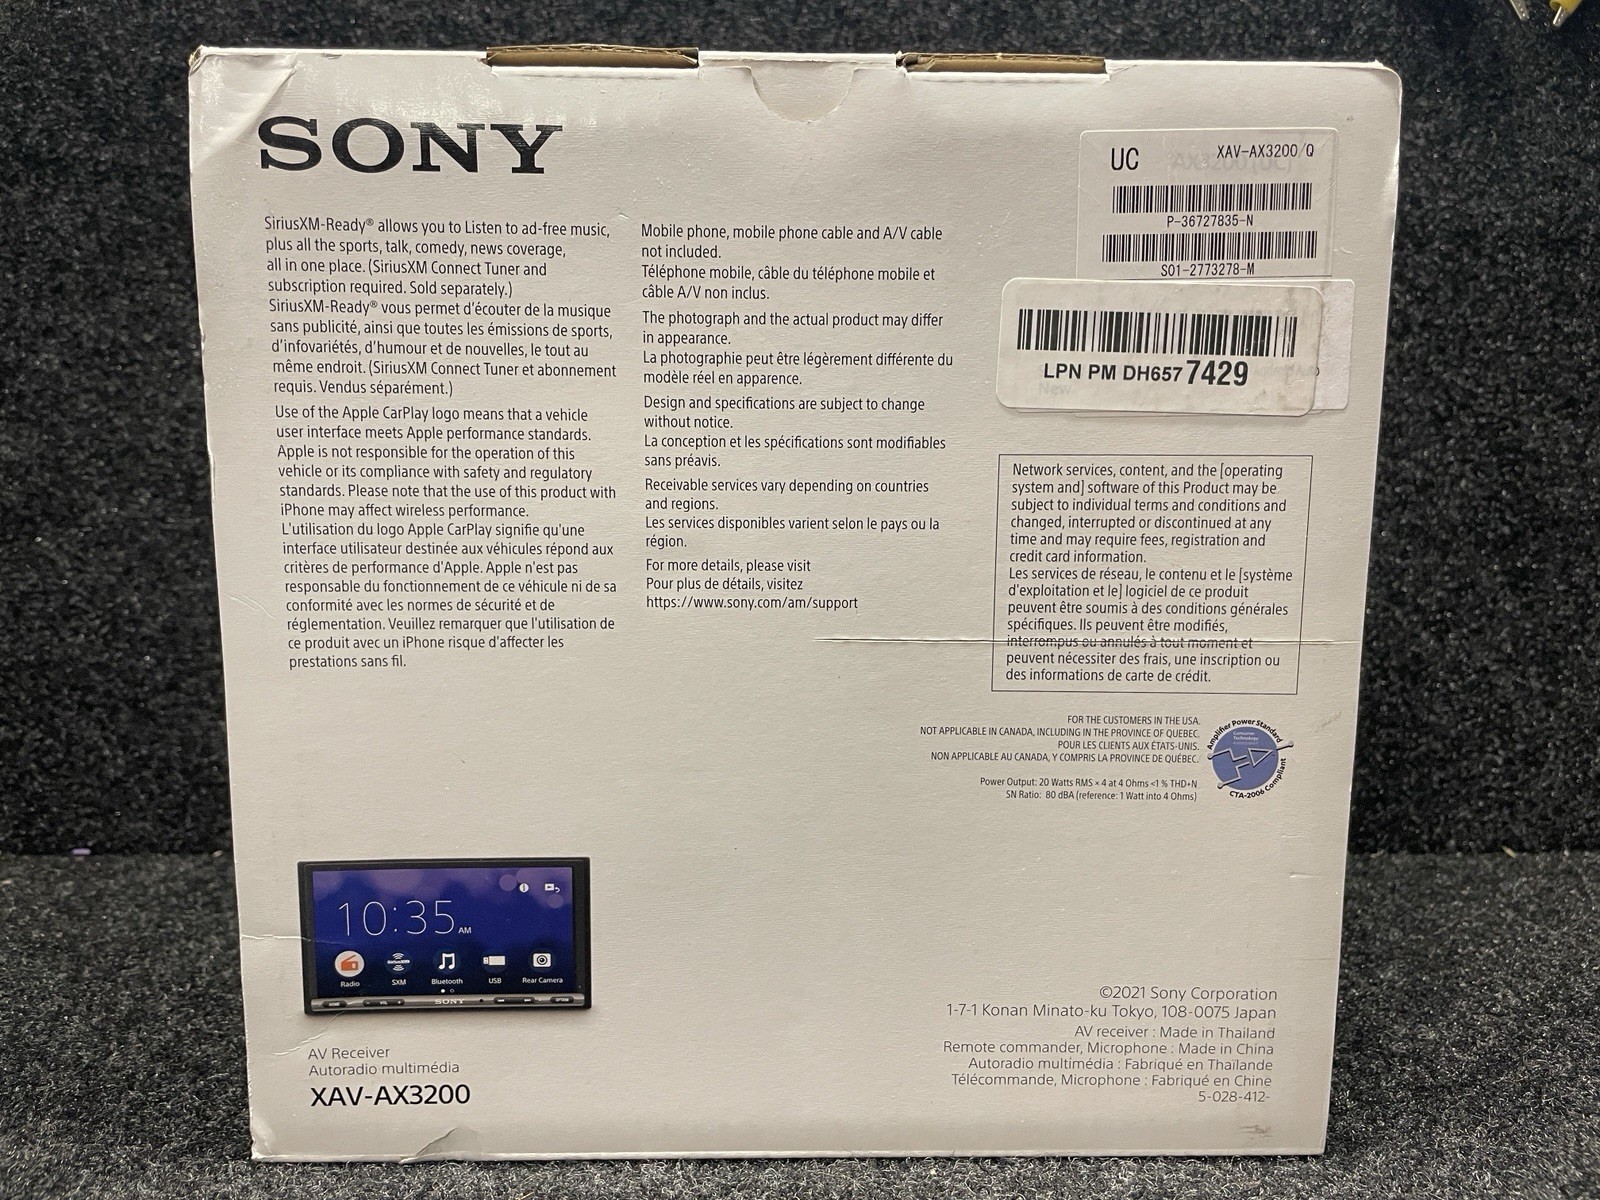 SONY
SiriusXM-Ready® allows you to Listen to ad-free music,
plus all the sports, talk, comedy, news coverage,
all in one place. (SiriusXM Connect Tuner and
subscription required. Sold separately.)
SiriusXM-Ready® vous permet d'écouter de la musique
sans publicité, ainsi que toutes les émissions de sports,
d'infovariétés, d'humour et de nouvelles, le tout au
même endroit. (SiriusXM Connect Tuner et abonnement
requis. Vendus séparément.)
Use of the Apple CarPlay logo means that a vehicle
user interface meets Apple performance standards.
Apple is not responsible for the operation of this
vehicle or its compliance with safety and regulatory
standards. Please note that the use of this product with
iPhone may affect wireless performance.
L'utilisation du logo Apple CarPlay signifie qu'une
interface utilisateur destinée aux véhicules répond aux
critères de performance d'Apple. Apple n'est pas
responsable du fonctionnement de ce véhicule ni de sa
conformité avec les normes de sécurité et de
réglementation. Veuillez remarquer que l'utilisation de
ce produit avec un iPhone risque d'affecter les
prestations sans fil.
Mobile phone, mobile phone cable and A/V cable
not included.
Téléphone mobile, câble du téléphone mobile et
câble A/V non inclus.
The photograph and the actual product may differ
in appearance.
La photographie peut être légèrement différente du
modèle réel en apparence.
Design and specifications are subject to change
without notice.
La conception et les spécifications sont modifiables
sans préavis.
Receivable services vary depending on countries
and regions.
Les services disponibles varient selon le pays ou la
région.
For more details, please visit
Pour plus de détails, visitez
https://www.sony.com/am/support
UC XAV-AX3200/Q
P-36727835-N
S01-2773278-M
LPN PM DH657 7429
New
Network services, content, and the [operating
system and] software of this Product may be
subject to individual terms and conditions and
changed, interrupted or discontinued at any
time and may require fees, registration and
credit card information.
Les services de réseau, le contenu et le [système
d'exploitation et le] logiciel de ce produit
peuvent être soumis à des conditions générales
spécifiques. Ils peuvent être modifiés,
interrompus ou annulés à tout moment et
peuvent nécessiter des frais, une inscription ou
des informations de carte de crédit.
FOR THE CUSTOMERS IN THE USA.
NOT APPLICABLE IN CANADA, INCLUDING IN THE PROVINCE OF QUEBEC.
POUR LES CLIENTS AUX ÉTATS-UNIS.
NON APPLICABLE AU CANADA, Y COMPRIS LA PROVINCE DE QUÉBEC.
Power Output: 20 Watts RMS × 4 at 4 Ohms <1 % THD+N
SN Ratio: 80 dBA (reference: 1 Watt into 4 Ohms)
Amplifier Power Standard
Consumer
Technology
CTA-2006 Compliant
10:35 AM
Radio SXM Bluetooth USB Rear Camera
SONY
AV Receiver
Autoradio multimédia
XAV-AX3200
©2021 Sony Corporation
1-7-1 Konan Minato-ku Tokyo, 108-0075 Japan
AV receiver : Made in Thailand
Remote commander, Microphone : Made in China
Autoradio multimédia : Fabriqué en Thaïlande
Télécommande, Microphone : Fabriqué en Chine
5-028-412-